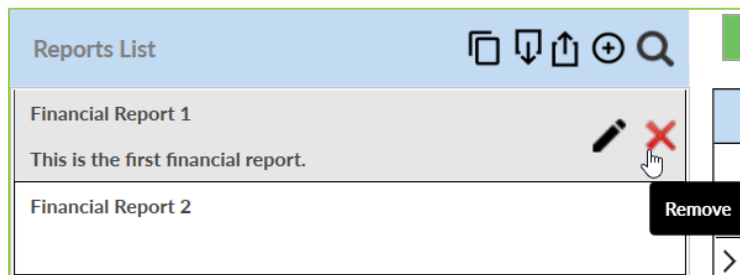 Reports List
Financial Report 1
This is the first financial report.
Financial Report 2
Remove